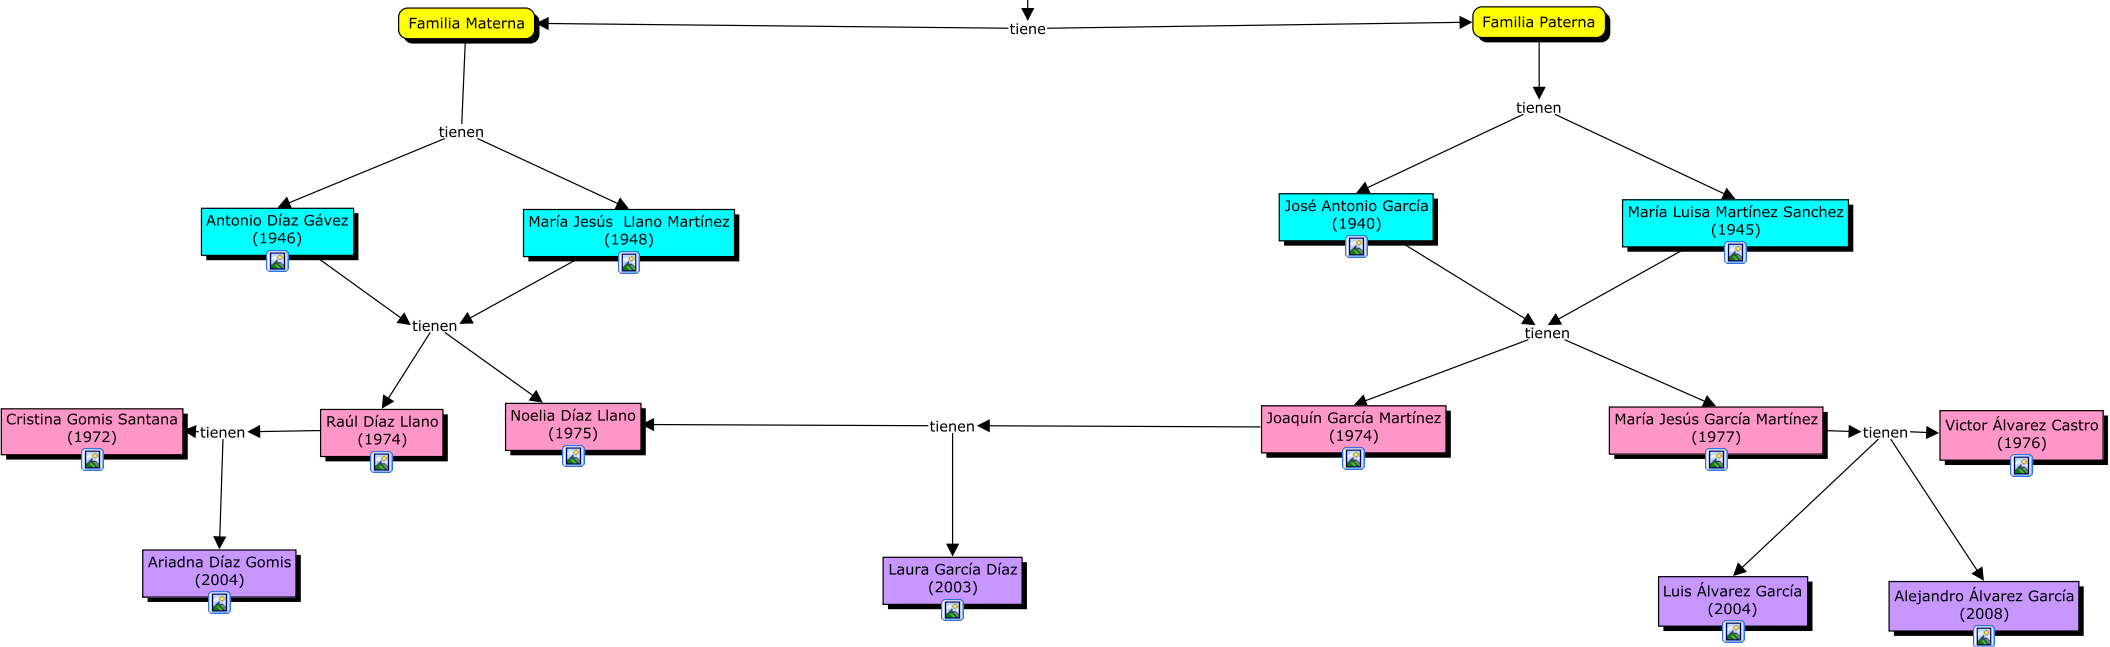 Familia Materna
tiene
Familia Paterna
tienen
tienen
Antonio Díaz Gávez
(1946)
María Jesús  Llano Martínez
(1948)
José Antonio García
(1940)
María Luisa Martínez Sanchez
(1945)
tienen
tienen
Cristina Gomis Santana
(1972)
tienen
Raúl Díaz Llano
(1974)
Noelia Díaz Llano
(1975)
tienen
Joaquín García Martínez
(1974)
María Jesús García Martínez
(1977)
tienen
Victor Álvarez Castro
(1976)
Ariadna Díaz Gomis
(2004)
Laura García Díaz
(2003)
Luis Álvarez García
(2004)
Alejandro Álvarez García
(2008)